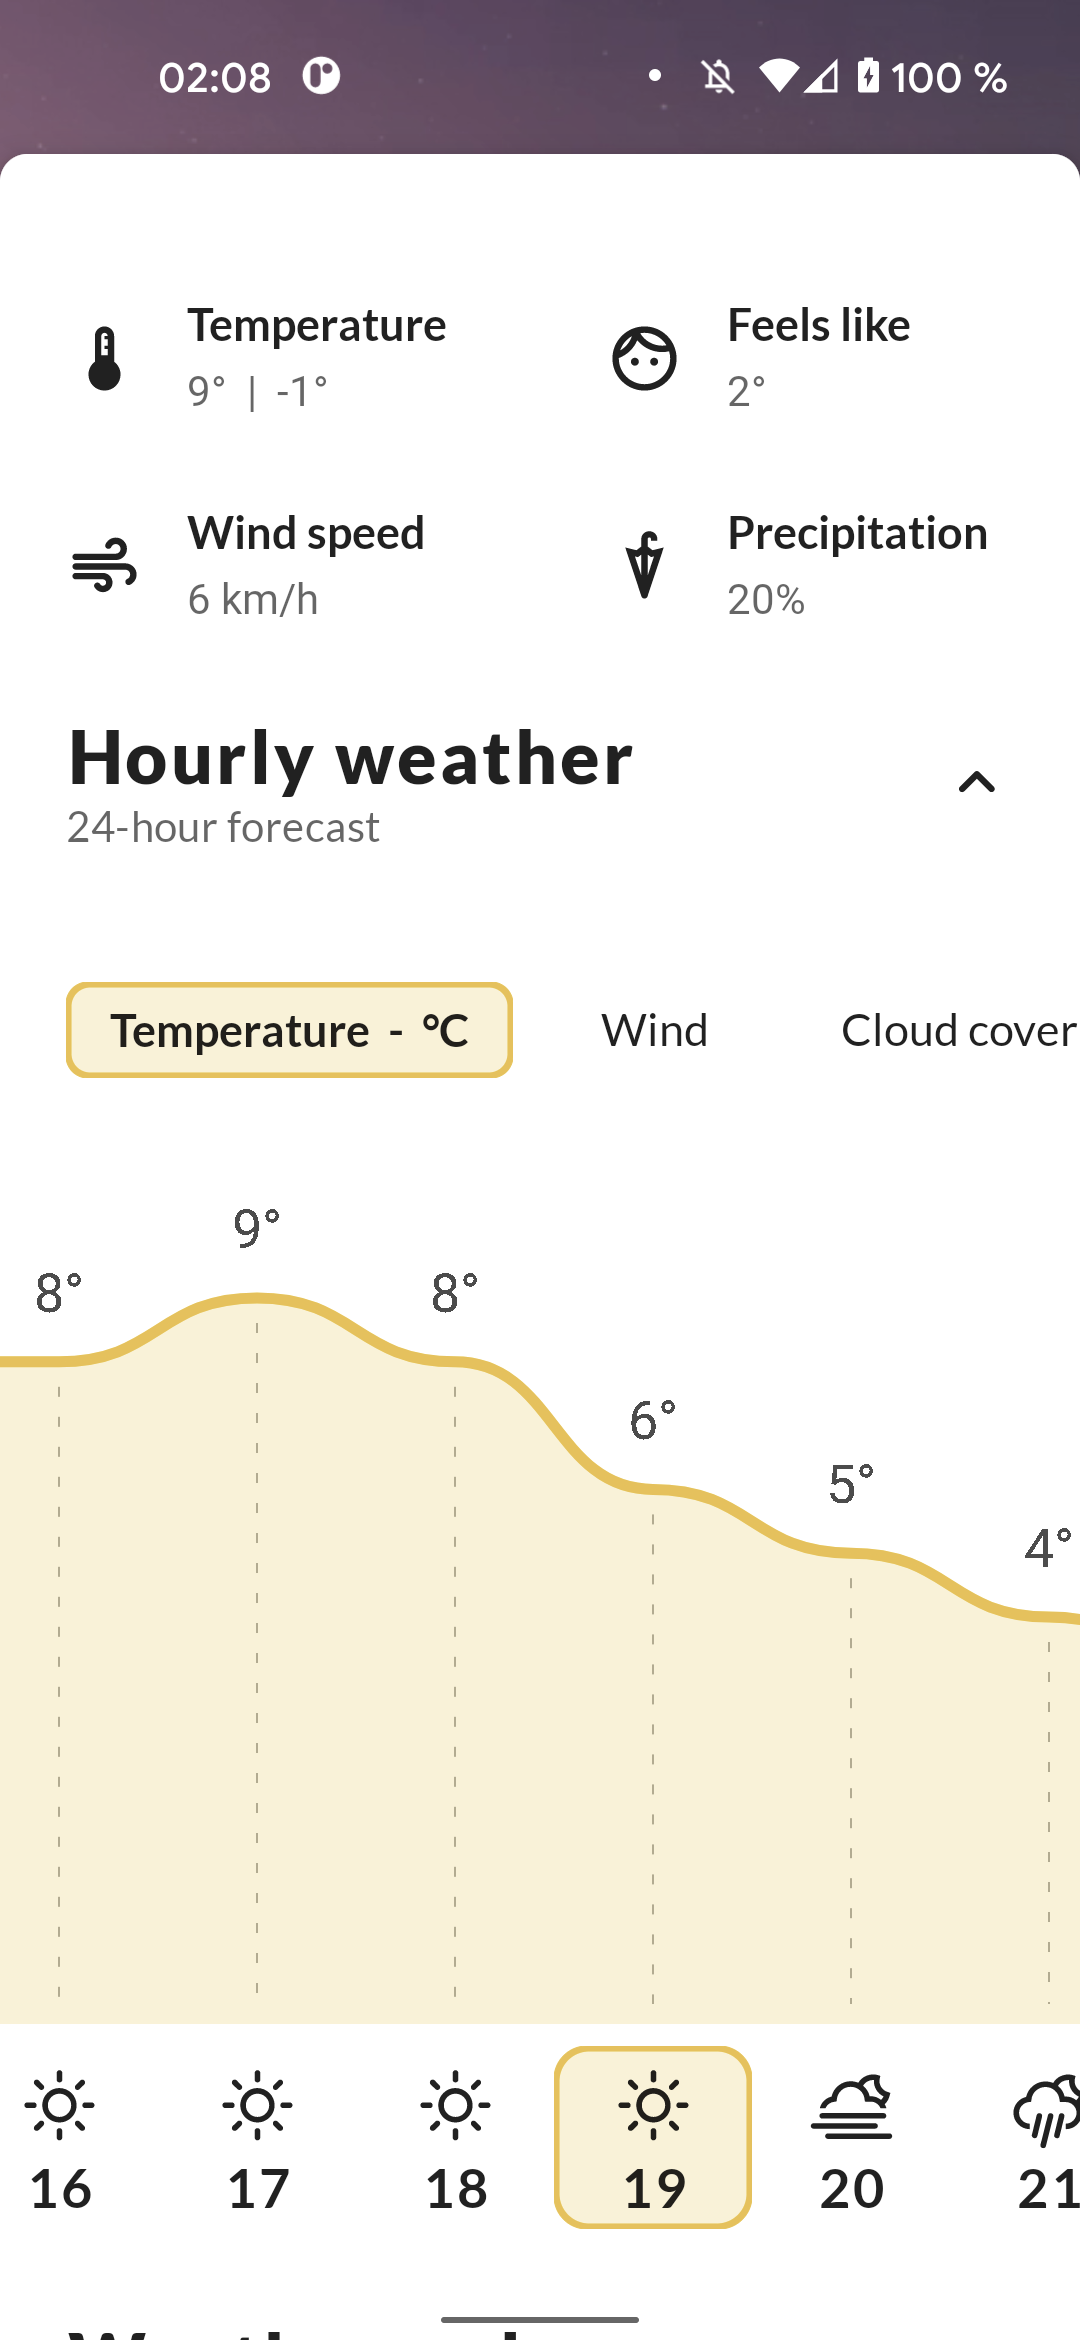 02:08 100 %
Temperature
9° | -1°
Feels like
2°
Wind speed
6 km/h
Precipitation
20%
Hourly weather
24-hour forecast
Temperature - °C Wind Cloud cover
8° 9° 8° 6° 5° 4°
16 17 18 19 20 21